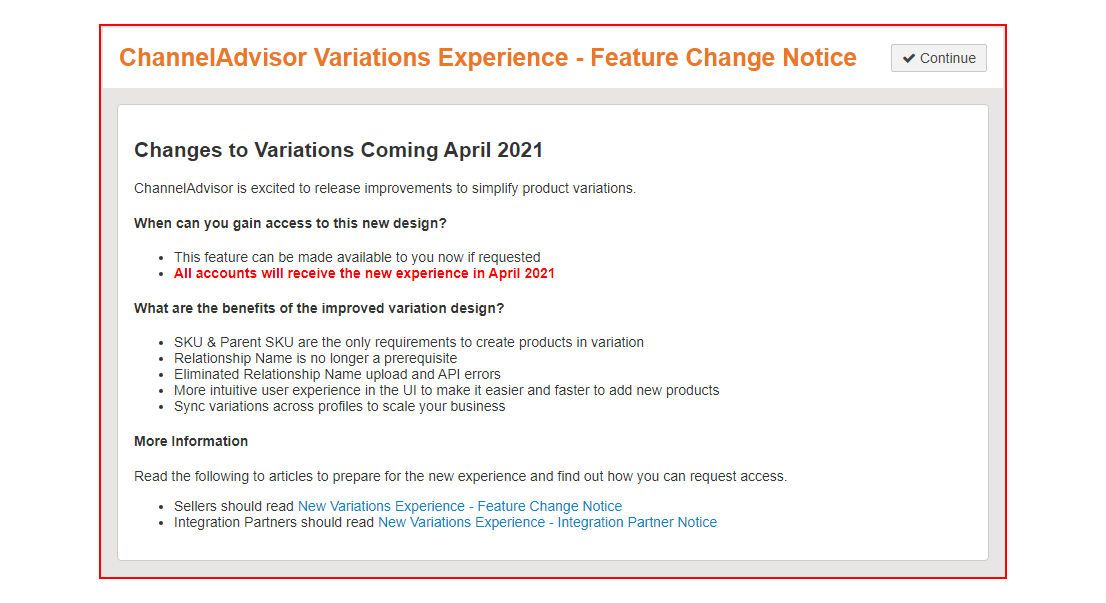 ChannelAdvisor Variations Experience - Feature Change Notice
Continue
Changes to Variations Coming April 2021
ChannelAdvisor is excited to release improvements to simplify product variations.
When can you gain access to this new design?
• This feature can be made available to you now if requested
• All accounts will receive the new experience in April 2021
What are the benefits of the improved variation design?
• SKU & Parent SKU are the only requirements to create products in variation
• Relationship Name is no longer a prerequisite
• Eliminated Relationship Name upload and API errors
• More intuitive user experience in the UI to make it easier and faster to add new products
• Sync variations across profiles to scale your business
More Information
Read the following to articles to prepare for the new experience and find out how you can request access.
• Sellers should read New Variations Experience - Feature Change Notice
• Integration Partners should read New Variations Experience - Integration Partner Notice